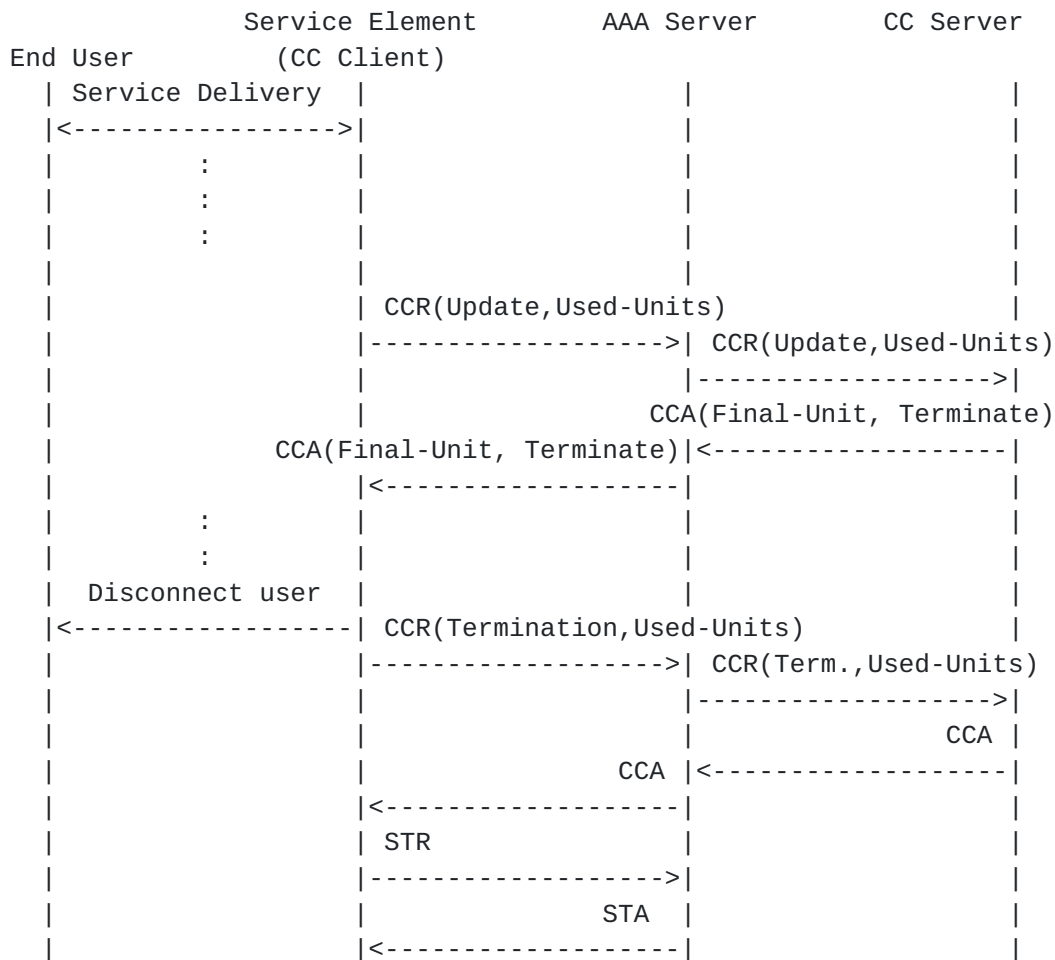 Service Element AAA Server CC Server
End User (CC Client)
| Service Delivery | | |
|<----------------->| | |
| : | | |
| : | | |
| : | | |
| | | |
| | CCR(Update,Used-Units) |
| |------------------->| CCR(Update,Used-Units)
| | |------------------->|
| | CCA(Final-Unit, Terminate)
| CCA(Final-Unit, Terminate)|<-------------------|
| |<-------------------| |
| : | | |
| : | | |
| Disconnect user | | |
|<------------------| CCR(Termination,Used-Units) |
| |------------------->| CCR(Term.,Used-Units)
| | |------------------->|
| | | CCA |
| | CCA |<-------------------|
| |<-------------------| |
| | STR | |
| |------------------->| |
| | STA | |
| |<-------------------| |